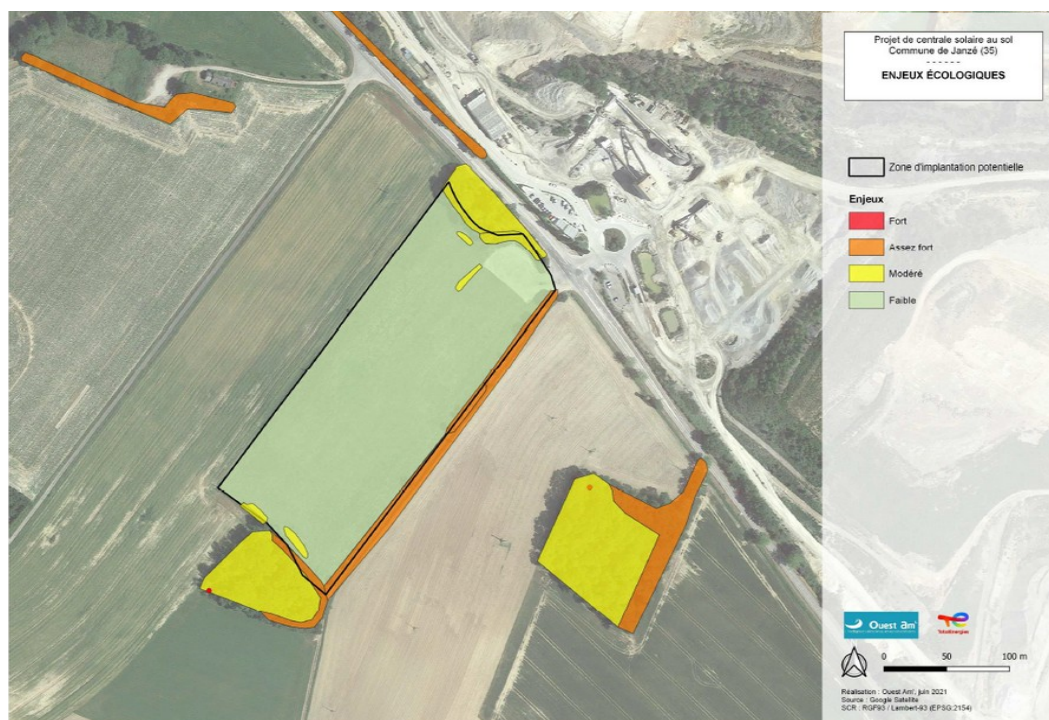 Projet de centrale solaire au sol
Commune de Janzé (35)
------
ENJEUX ÉCOLOGIQUES
Zone d'implantation potentielle
Enjeux
Fort
Assez fort
Modéré
Faible
Ouest Am'
TotalEnergies
0 50 100 m
Réalisation : Ouest Am', juin 2021
Source : Google Satellite
SCR : RGF93 / Lambert-93 (EPSG:2154)